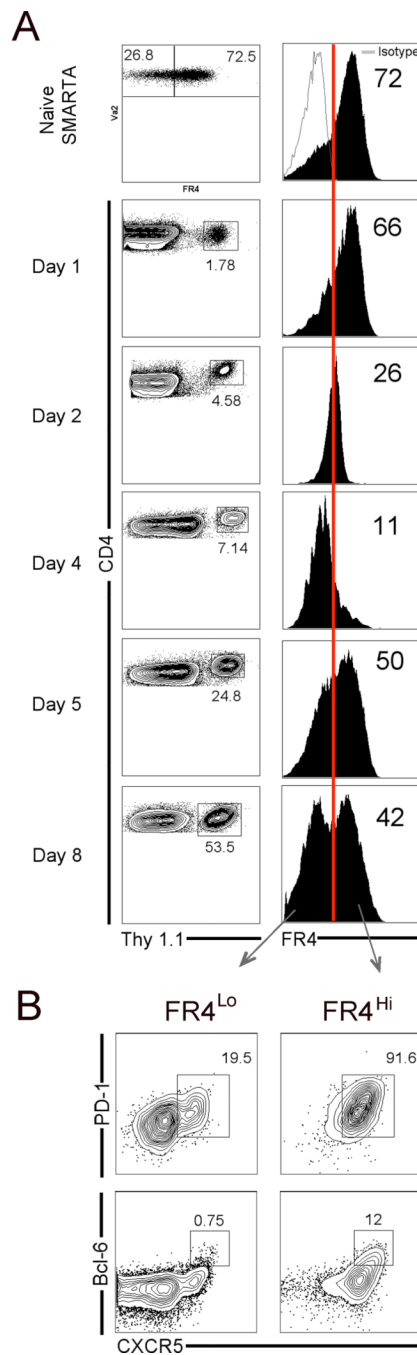 A
Naive
SMARTA
26.8
72.5
Va2
FR4
Isotype
72
Day 1
1.78
66
Day 2
4.58
26
CD4
Day 4
7.14
11
Day 5
24.8
50
Day 8
53.5
42
Thy 1.1
FR4
B
FR4Lo
FR4Hi
PD-1
19.5
91.6
Bcl-6
0.75
12
CXCR5